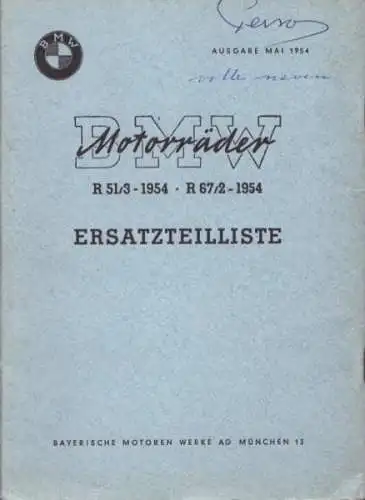 BMW
AUSGABE MAI 1954
BMW
Motorräder
R 51/3 - 1954 · R 67/2 - 1954
ERSATZTEILLISTE
BAYERISCHE MOTOREN WERKE AG MÜNCHEN 13